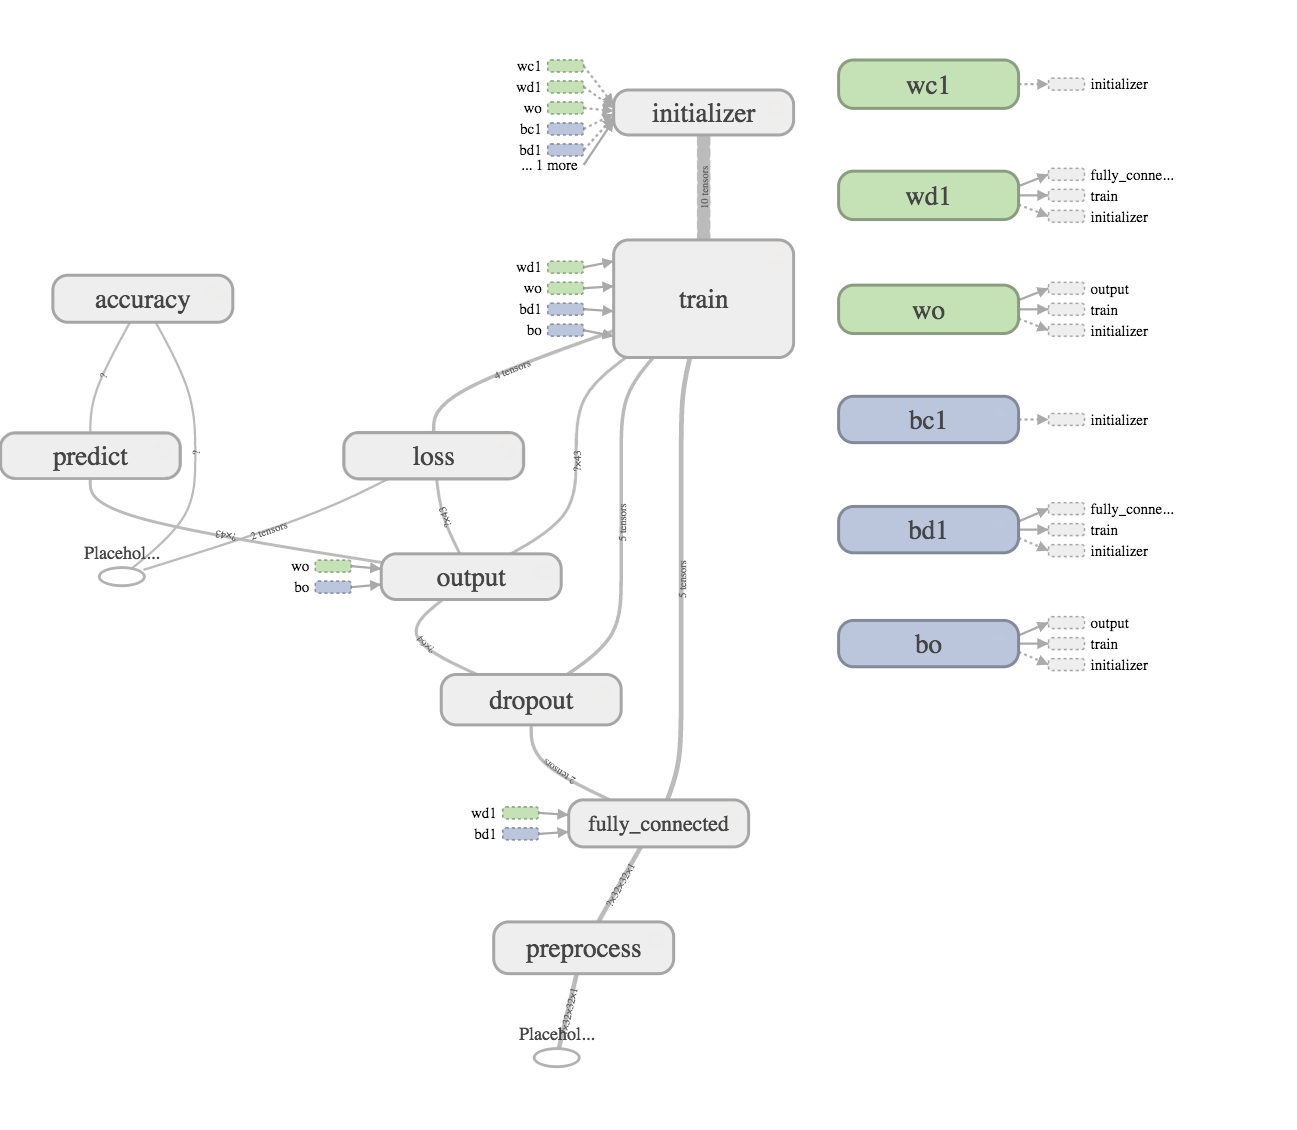 wc1
wd1
wo
bc1
bd1
... 1 more
initializer
10 tensors
wd1
wo
bd1
bo
train
accuracy
?
?
predict
4 tensors
loss
?x43
?x43
?x43
2 tensors
5 tensors
5 tensors
Placehol...
wo
bo
output
?x64
dropout
2 tensors
wd1
bd1
fully_connected
?x32x32x1
preprocess
?x32x32x1
Placehol...
wc1
initializer
wd1
fully_conne...
train
initializer
wo
output
train
initializer
bc1
initializer
bd1
fully_conne...
train
initializer
bo
output
train
initializer